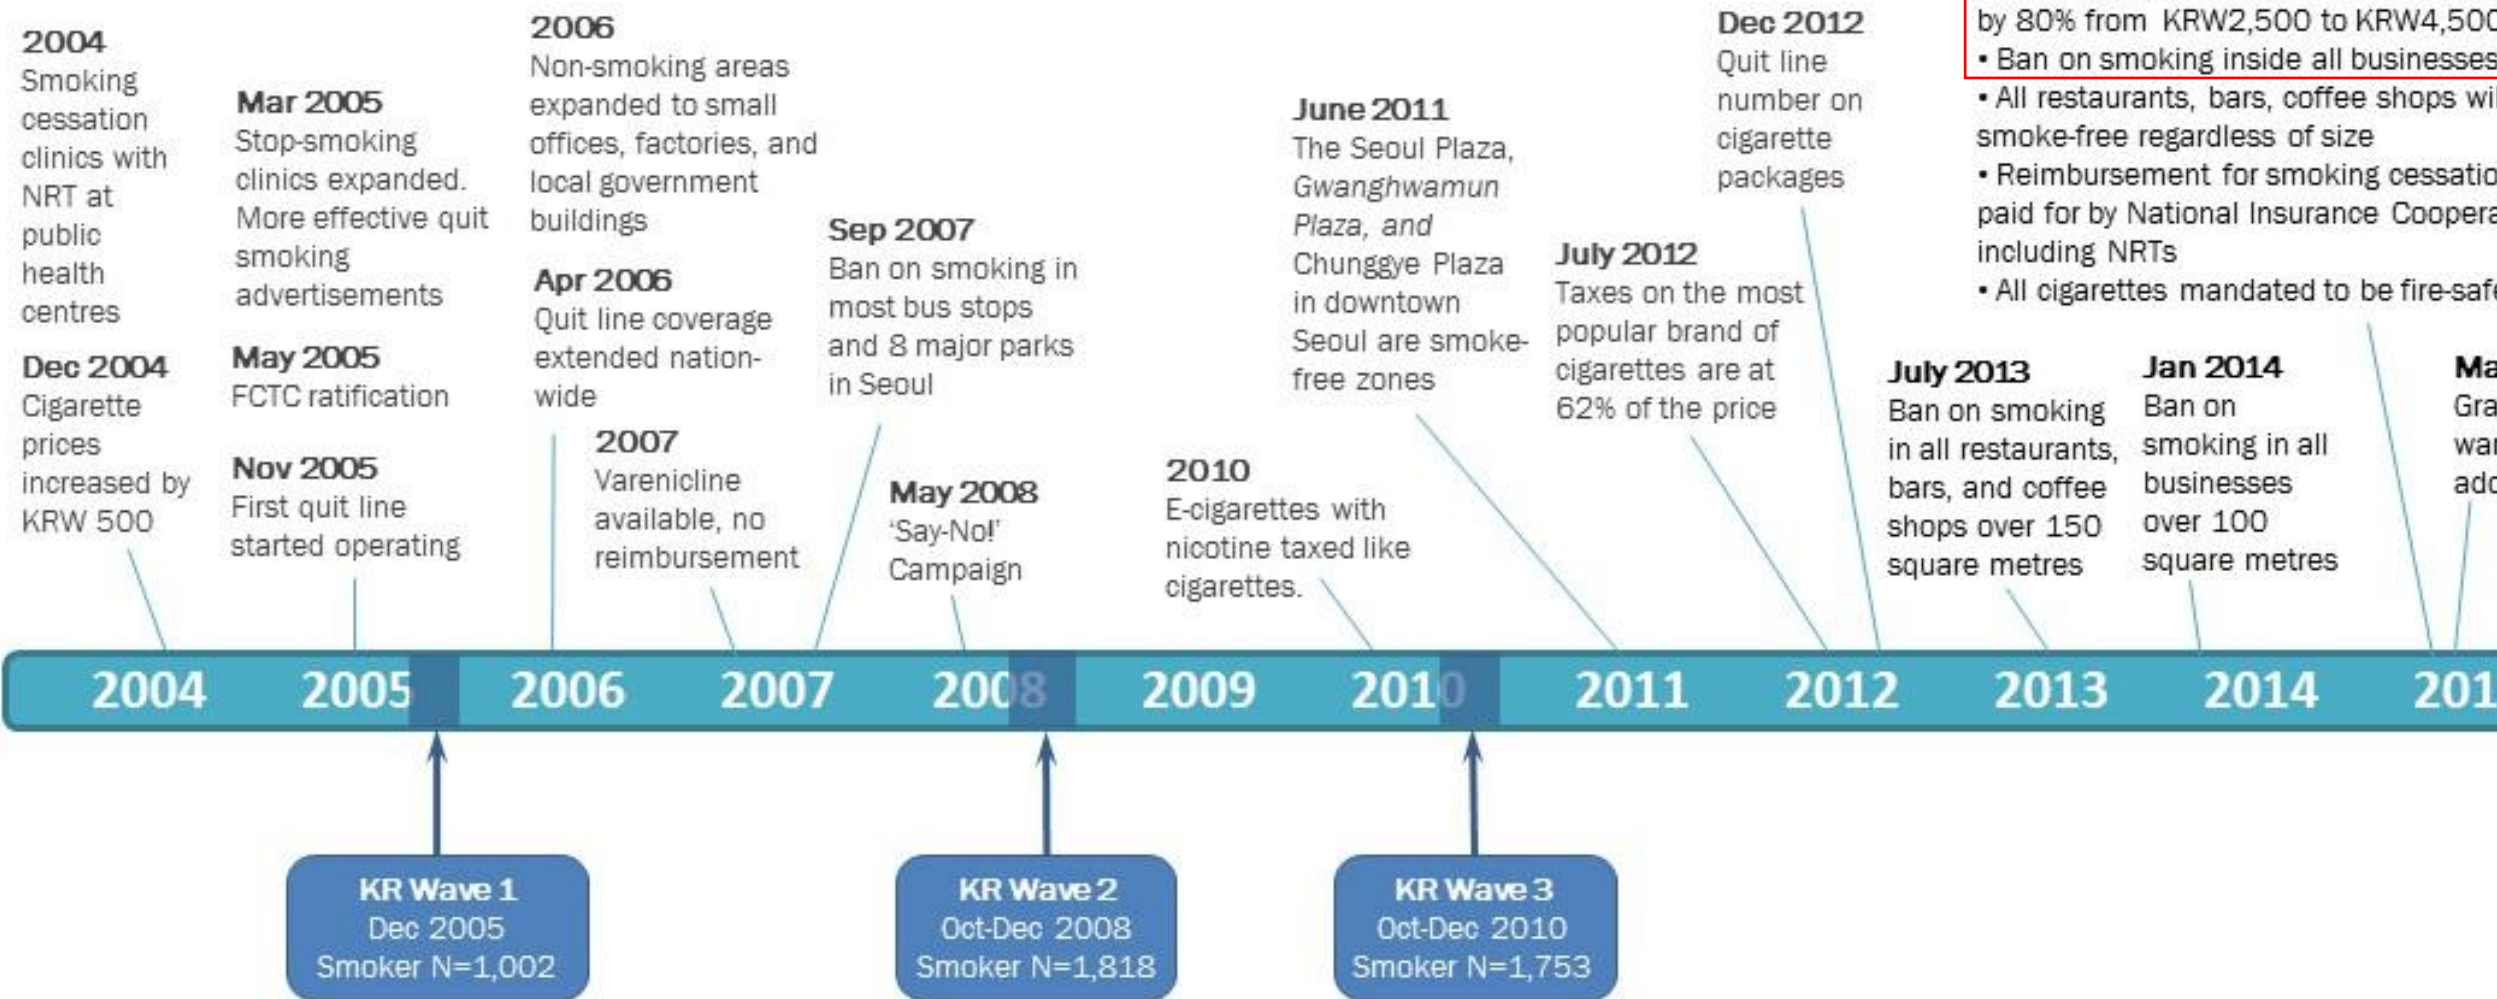 2004
Smoking
cessation
clinics with
NRT at
public
health
centres
Dec 2004
Cigarette
prices
increased by
KRW 500
Mar 2005
Stop-smoking
clinics expanded.
More effective quit
smoking
advertisements
May 2005
FCTC ratification
Nov 2005
First quit line
started operating
2006
Non-smoking areas
expanded to small
offices, factories, and
local government
buildings
Apr 2006
Quit line coverage
extended nation-
wide
2007
Varenicline
available, no
reimbursement
Sep 2007
Ban on smoking in
most bus stops
and 8 major parks
in Seoul
May 2008
‘Say-No!’
Campaign
2010
E-cigarettes with
nicotine taxed like
cigarettes.
June 2011
The Seoul Plaza,
Gwanghwamun
Plaza, and
Chunggye Plaza
in downtown
Seoul are smoke-
free zones
July 2012
Taxes on the most
popular brand of
cigarettes are at
62% of the price
Dec 2012
Quit line
number on
cigarette
packages
by 80% from KRW2,500 to KRW4,500
• Ban on smoking inside all businesses
• All restaurants, bars, coffee shops
smoke-free regardless of size
• Reimbursement for smoking
paid for by National Insurance
including NRTs
• All cigarettes mandated to be
July 2013
Ban on smoking
in all restaurants,
bars, and coffee
shops over 150
square metres
Jan 2014
Ban on
smoking in all
businesses
over 100
square metres
2004 2005 2006 2007 2008 2009 2010 2011 2012 2013 2014
KR Wave 1
Dec 2005
Smoker N=1,002
KR Wave 2
Oct-Dec 2008
Smoker N=1,818
KR Wave 3
Oct-Dec 2010
Smoker N=1,753